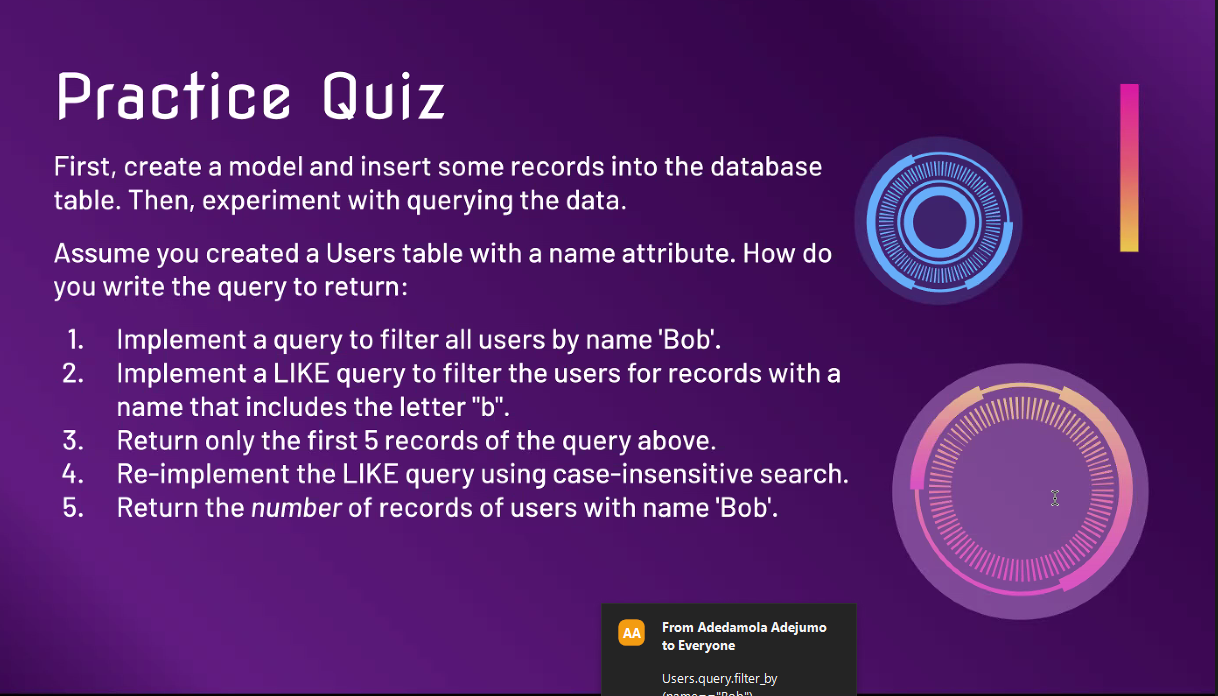 Practice Quiz
First, create a model and insert some records into the database
table. Then, experiment with querying the data.
Assume you created a Users table with a name attribute. How do
you write the query to return:
1. Implement a query to filter all users by name 'Bob'.
2. Implement a LIKE query to filter the users for records with a
name that includes the letter "b".
3. Return only the first 5 records of the query above.
4. Re-implement the LIKE query using case-insensitive search.
5. Return the number of records of users with name 'Bob'.
AA
From Adedamola Adejumo
to Everyone
Users.query.filter_by